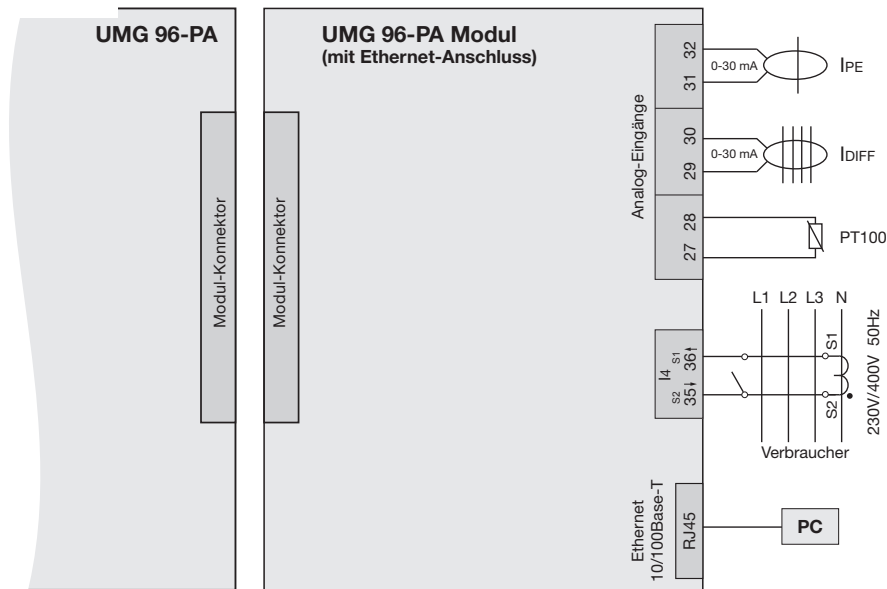 UMG 96-PA
UMG 96-PA Modul
(mit Ethernet-Anschluss)
Modul-Konnektor
Modul-Konnektor
Analog-Eingänge
32
31
0-30 mA
IPE
30
29
0-30 mA
IDIFF
28
27
PT100
L1 L2 L3 N
I4
S1
36
S2
35
S1
S2
230V/400V 50Hz
Verbraucher
Ethernet
10/100Base-T
RJ45
PC